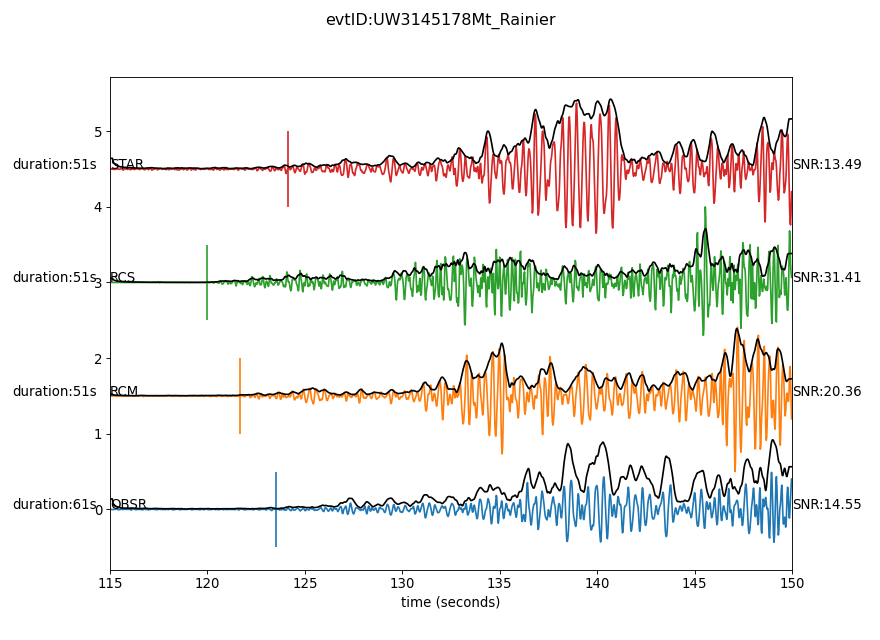 evtID:UW3145178Mt_Rainier
duration:51s STAR SNR:13.49
duration:51s RCS SNR:31.41
duration:51s RCM SNR:20.36
duration:61s OBSR SNR:14.55
5
4
3
2
1
0
115 120 125 130 135 140 145 150
time (seconds)